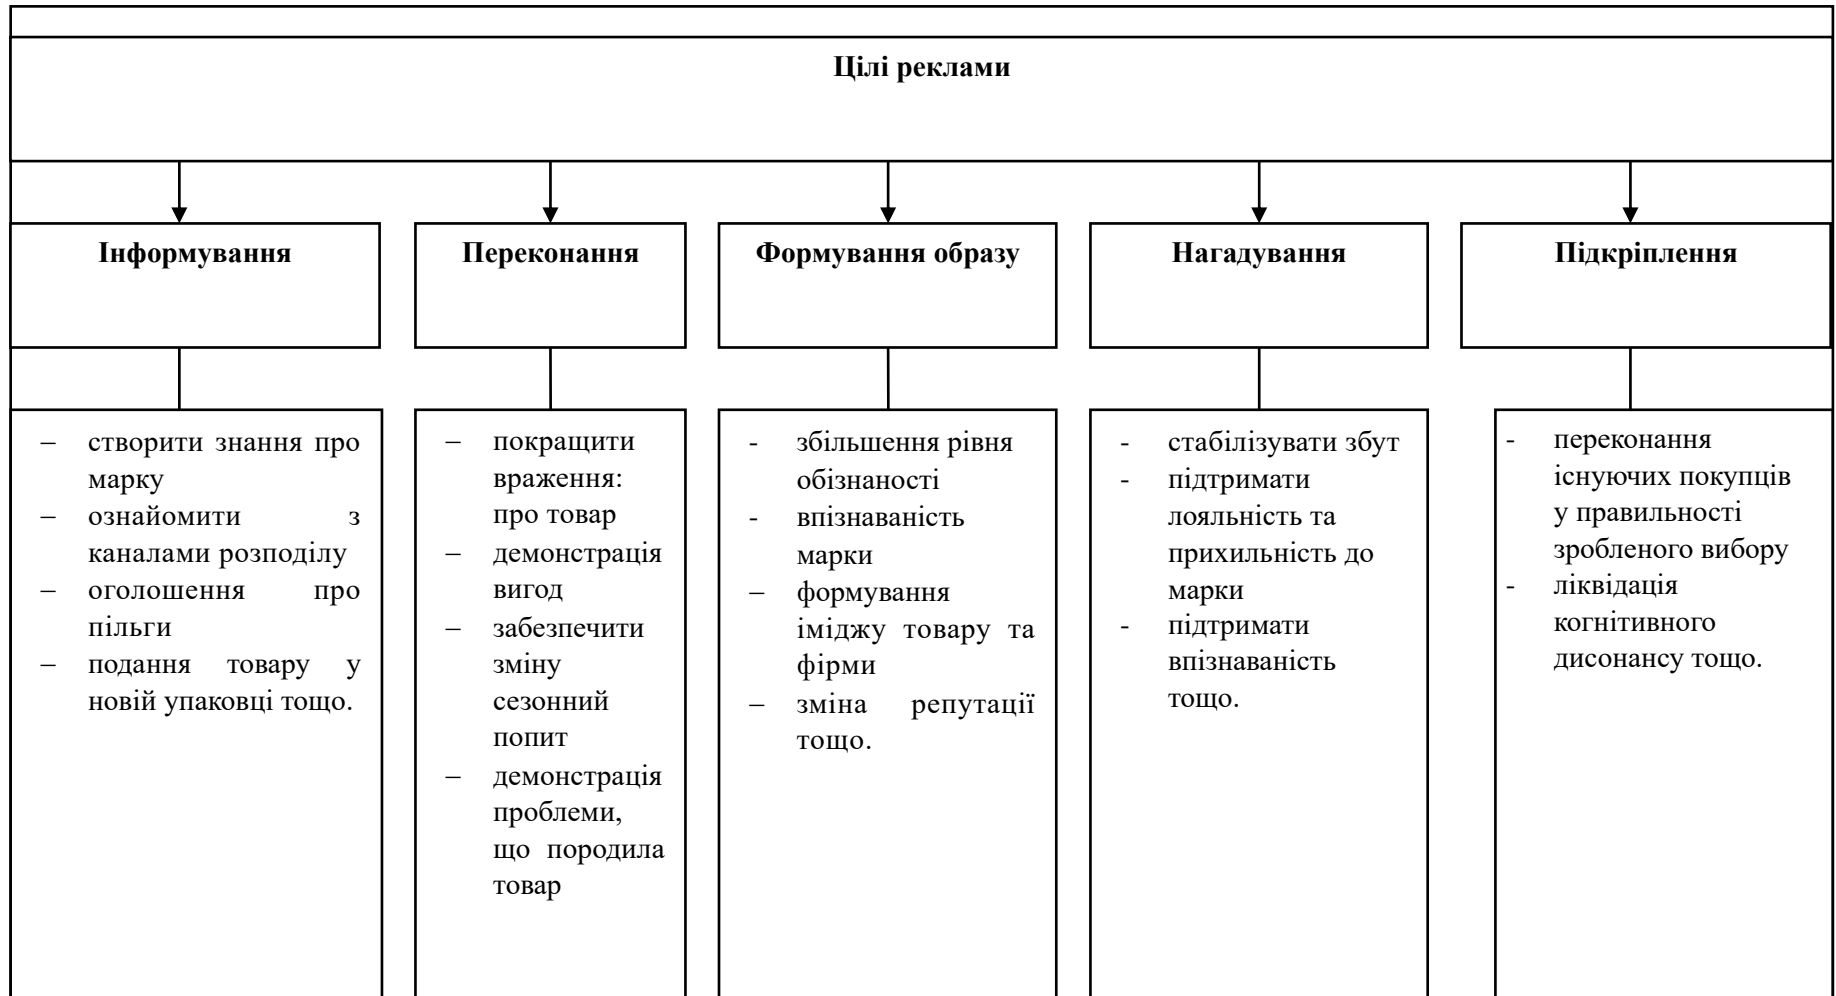 Цілі реклами
Інформування
Переконання
Формування образу
Нагадування
Підкріплення
– створити знання про
марку
– ознайомити з
каналами розподілу
– оголошення про
пільги
– подання товару у
новій упаковці тощо.
– покращити
враження:
про товар
– демонстрація
вигод
– забезпечити
зміну
сезонний
попит
– демонстрація
проблеми,
що породила
товар
- збільшення рівня
обізнаності
- впізнаваність
марки
– формування
іміджу товару та
фірми
– зміна репутації
тощо.
- стабілізувати збут
- підтримати
лояльність та
прихильність до
марки
- підтримати
впізнаваність
тощо.
- переконання
існуючих покупців
у правильності
зробленого вибору
- ліквідація
когнітивного
дисонансу тощо.